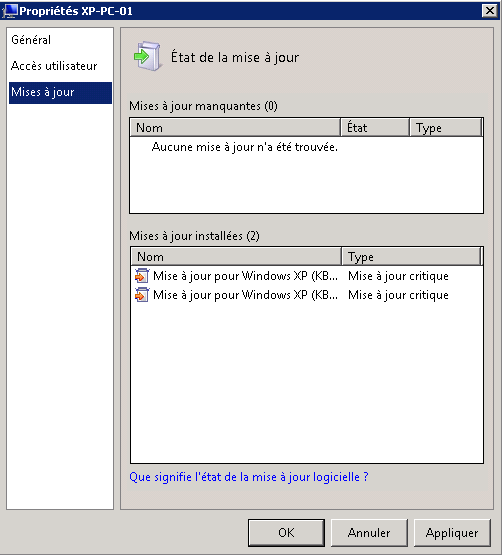 Propriétés XP-PC-01
Général
Accès utilisateur
Mises à jour
État de la mise à jour
Mises à jour manquantes (0)
Nom État Type
Aucune mise à jour n'a été trouvée.
Mises à jour installées (2)
Nom Type
Mise à jour pour Windows XP (KB... Mise à jour critique
Mise à jour pour Windows XP (KB... Mise à jour critique
Que signifie l'état de la mise à jour logicielle ?
OK Annuler Appliquer